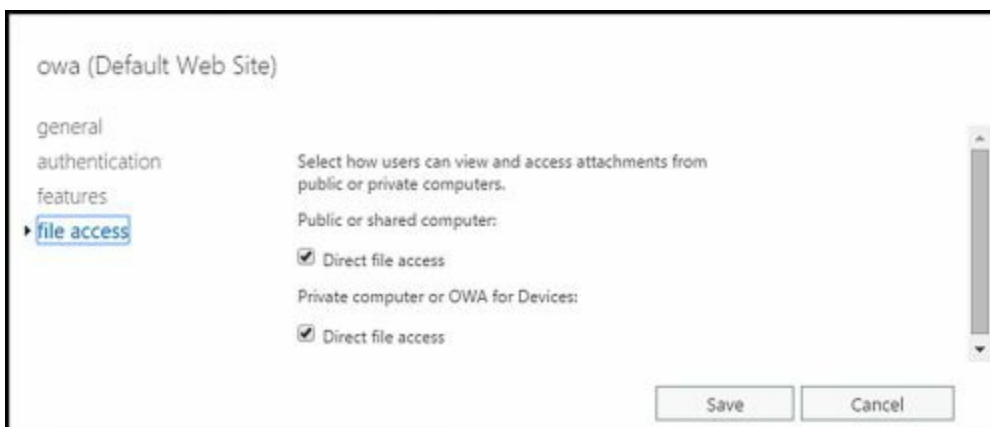 owa (Default Web Site)
general
authentication
features
file access
Select how users can view and access attachments from
public or private computers.
Public or shared computer:
Direct file access
Private computer or OWA for Devices:
Direct file access
Save
Cancel